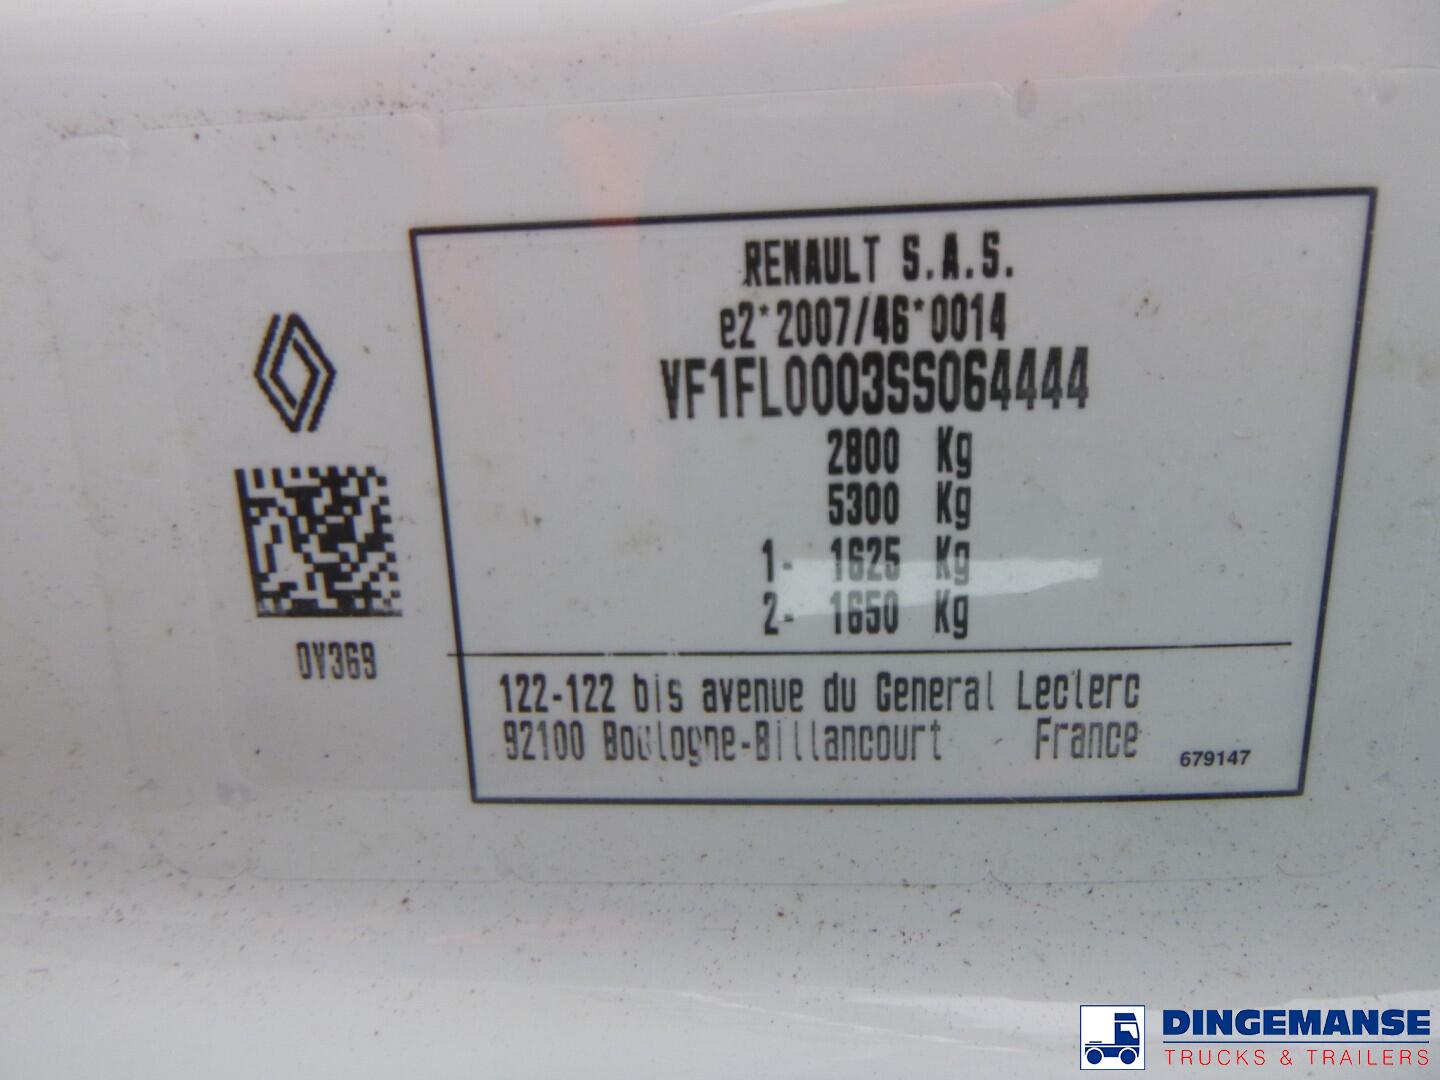 RENAULT S.A.S.
e2*2007/46*0014
VF1FL0003SS064444
2800 Kg
5300 Kg
1- 1625 Kg
2- 1650 Kg
0V369
122-122 bis avenue du General Leclerc
92100 Boulogne-Billancourt France
679147
DINGEMANSE
TRUCKS & TRAILERS